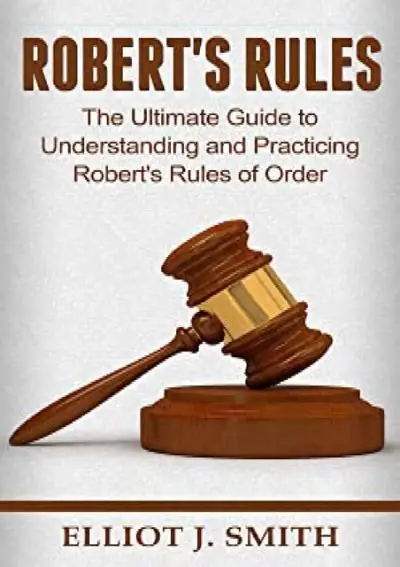 ROBERT'S RULES
The Ultimate Guide to
Understanding and Practicing
Robert's Rules of Order
ELLIOT J. SMITH